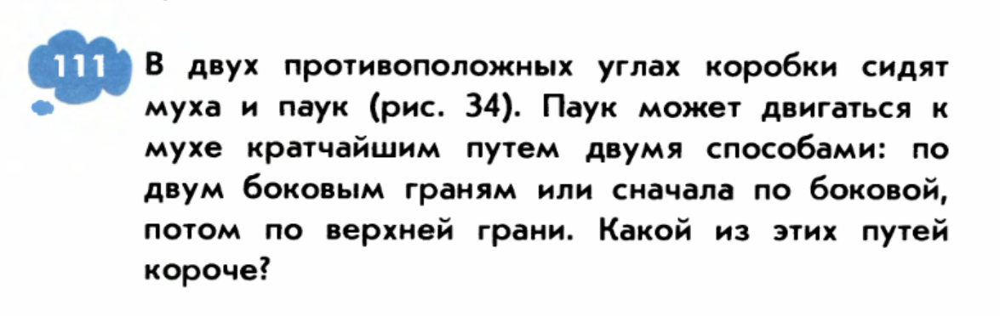 111 В двух противоположных углах коробки сидят
муха и паук (рис. 34). Паук может двигаться к
мухе кратчайшим путем двумя способами: по
двум боковым граням или сначала по боковой,
потом по верхней грани. Какой из этих путей
короче?